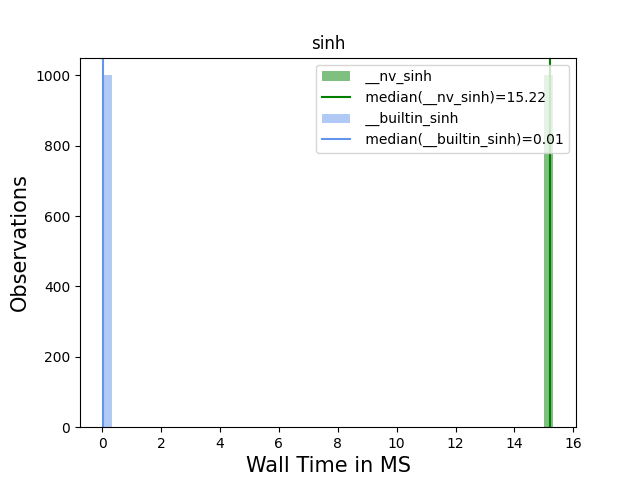 sinh
__nv_sinh
median(__nv_sinh)=15.22
__builtin_sinh
median(__builtin_sinh)=0.01
Observations
1000
800
600
400
200
0
0 2 4 6 8 10 12 14 16
Wall Time in MS